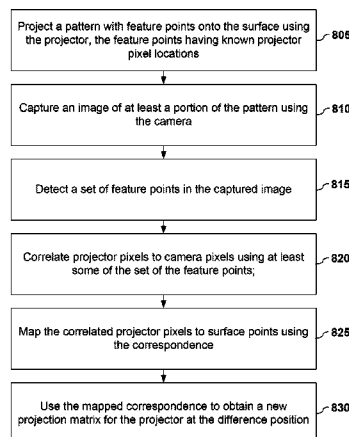 Project a pattern with feature points onto the surface using
the projector, the feature points having known projector
pixel locations
805
Capture an image of at least a portion of the pattern using
the camera
810
Detect a set of feature points in the captured image
815
Correlate projector pixels to camera pixels using at least
some of the set of the feature points;
820
Map the correlated projector pixels to surface points using
the correspondence
825
Use the mapped correspondence to obtain a new
projection matrix for the projector at the difference position
830